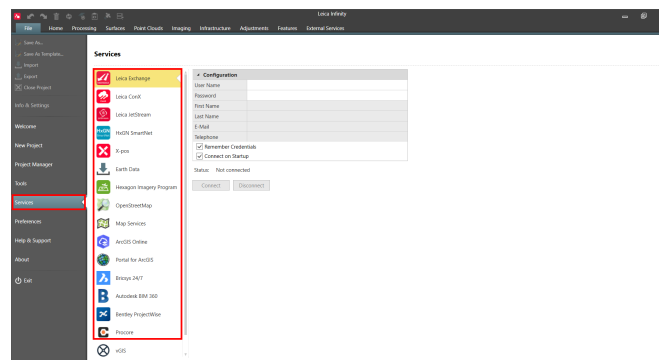 Leica Infinity
File Home Processing Surfaces Point Clouds Imaging Infrastructure Adjustments Features External Services
Save As...
Save As Template...
Import
Export
Close Project
Info & Settings
Welcome
New Project
Project Manager
Tools
Services
Preferences
Help & Support
About
Exit
Services
Leica Exchange
Leica ConX
Leica JetStream
HxGN SmartNet
X-pos
Earth Data
Hexagon Imagery Program
OpenStreetMap
Map Services
ArcGIS Online
Portal for ArcGIS
Bricsys 24/7
Autodesk BIM 360
Bentley ProjectWise
Procore
vGIS
Configuration
User Name
Password
First Name
Last Name
E-Mail
Telephone
Remember Credentials
Connect on Startup
Status: Not connected
Connect Disconnect